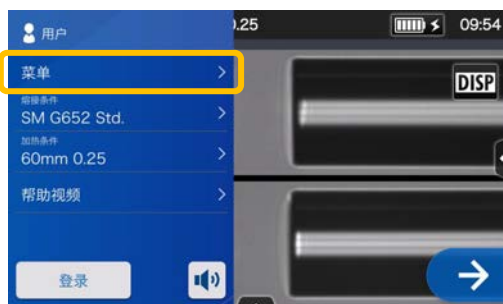 用户
.25
09:54
菜单
DISP
熔接条件
SM G652 Std.
加热条件
60mm 0.25
帮助视频
登录